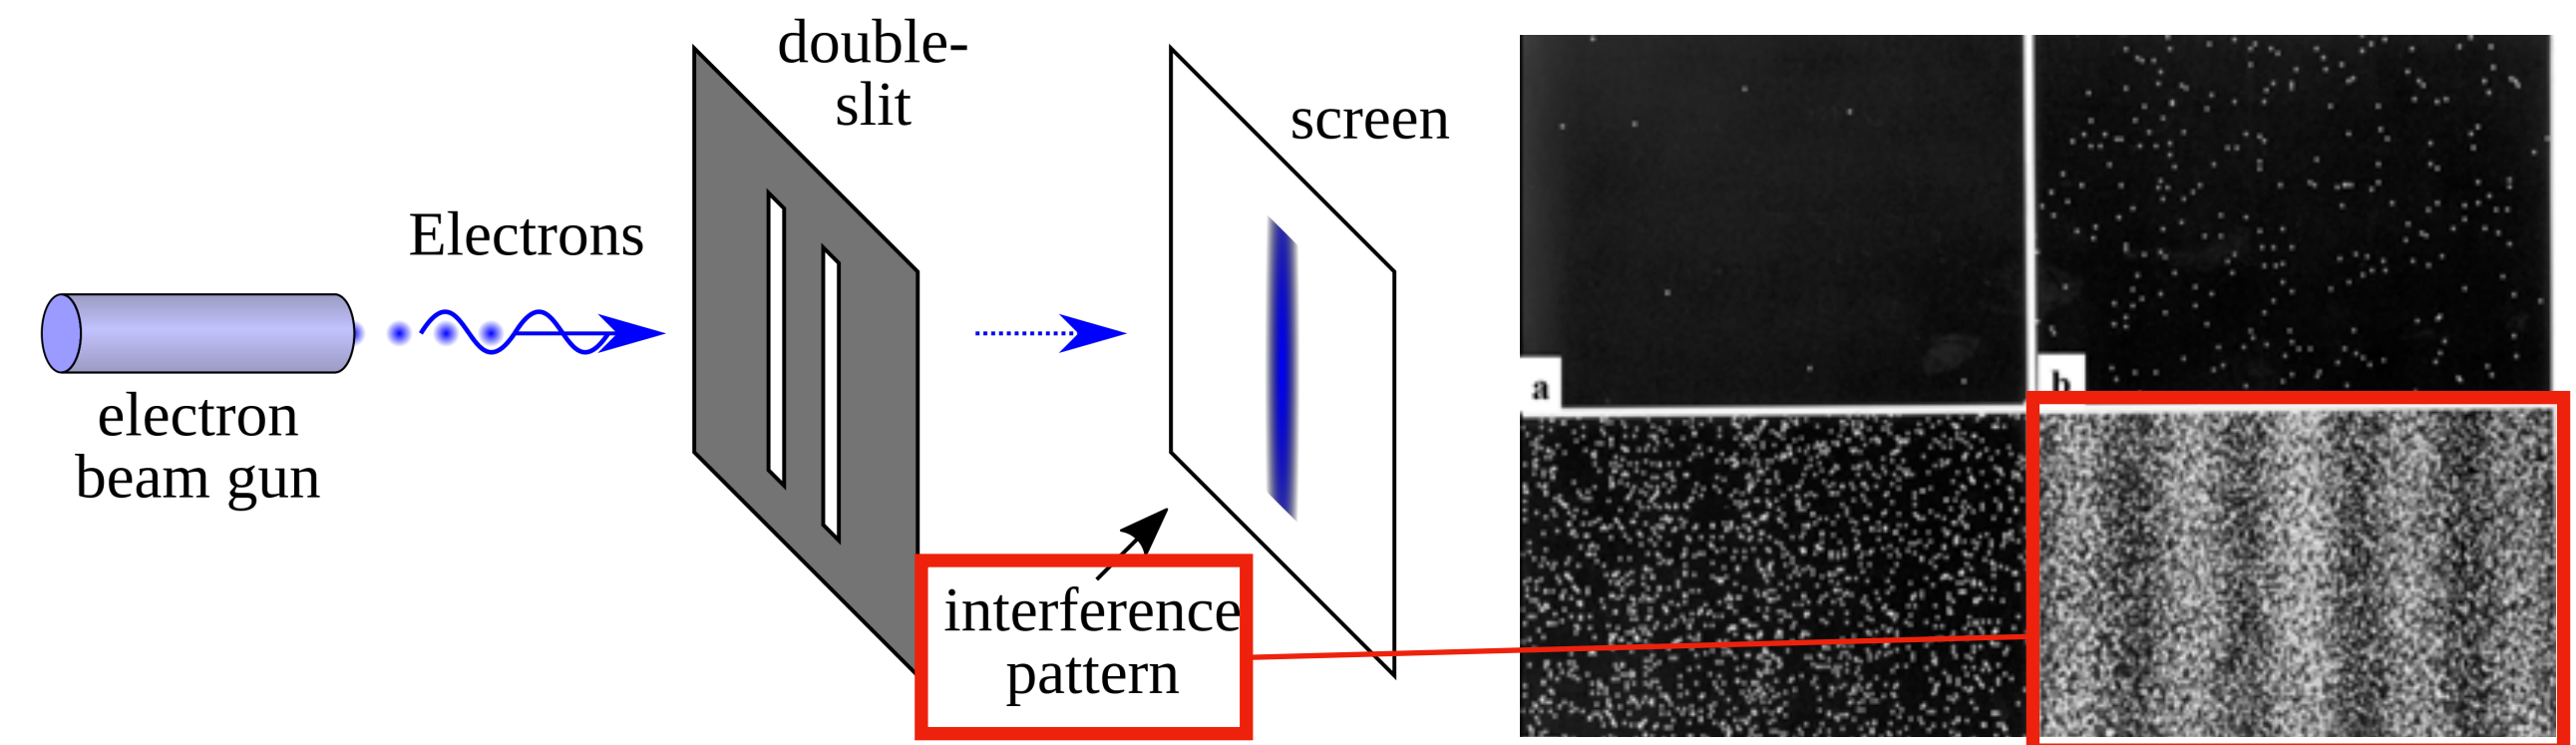 double-
slit
screen
Electrons
electron
beam gun
interference
pattern
a
b